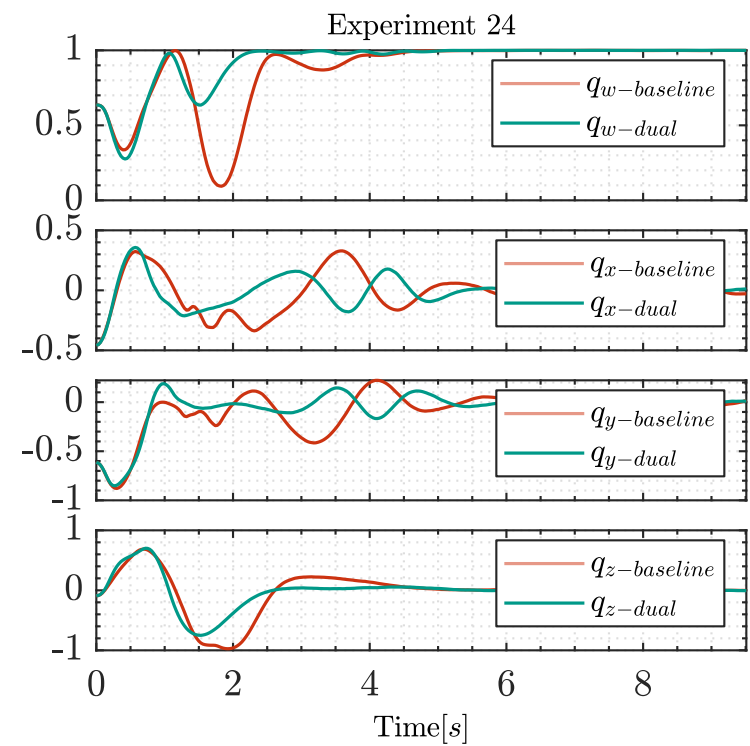 Experiment 24
1
0.5
0
q_{w-baseline}
q_{w-dual}
0.5
0
-0.5
q_{x-baseline}
q_{x-dual}
0
-0.5
-1
q_{y-baseline}
q_{y-dual}
1
0
-1
q_{z-baseline}
q_{z-dual}
0 2 4 6 8
Time[s]